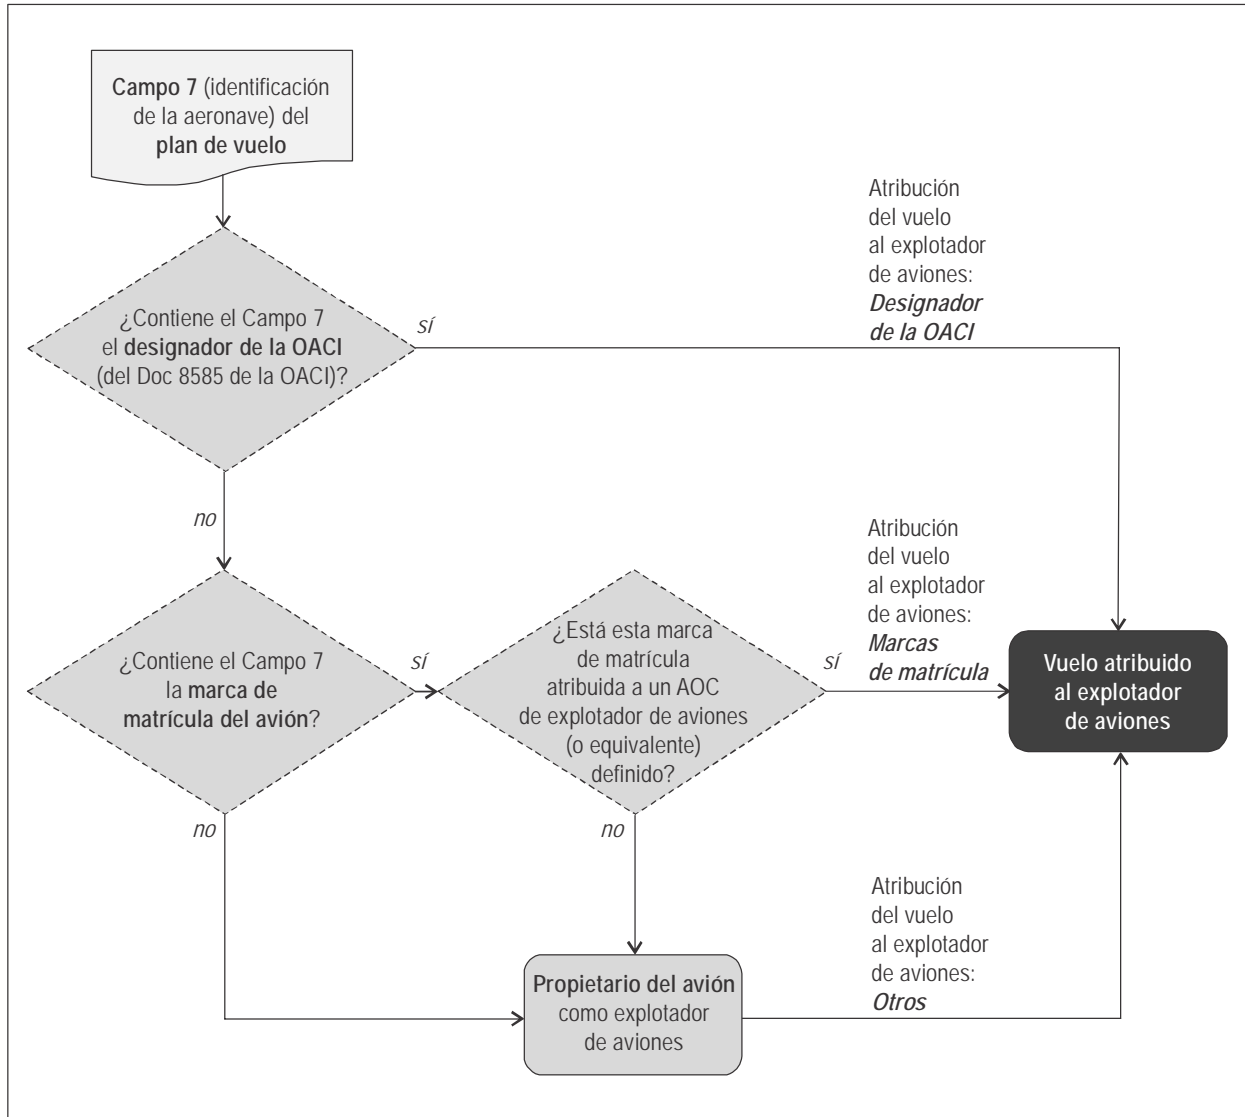 Campo 7 (identificación
de la aeronave) del
plan de vuelo
Atribución
del vuelo
al explotador
de aviones:
Designador
de la OACI
¿Contiene el Campo 7
el designador de la OACI
(del Doc 8585 de la OACI)?
sí
no
¿Contiene el Campo 7
la marca de
matrícula del avión?
sí
no
¿Está esta marca
de matrícula
atribuida a un AOC
de explotador de aviones
(o equivalente)
definido?
sí
no
Atribución
del vuelo
al explotador
de aviones:
Marcas
de matrícula
Vuelo atribuido
al explotador
de aviones
Propietario del avión
como explotador
de aviones
Atribución
del vuelo
al explotador
de aviones:
Otros